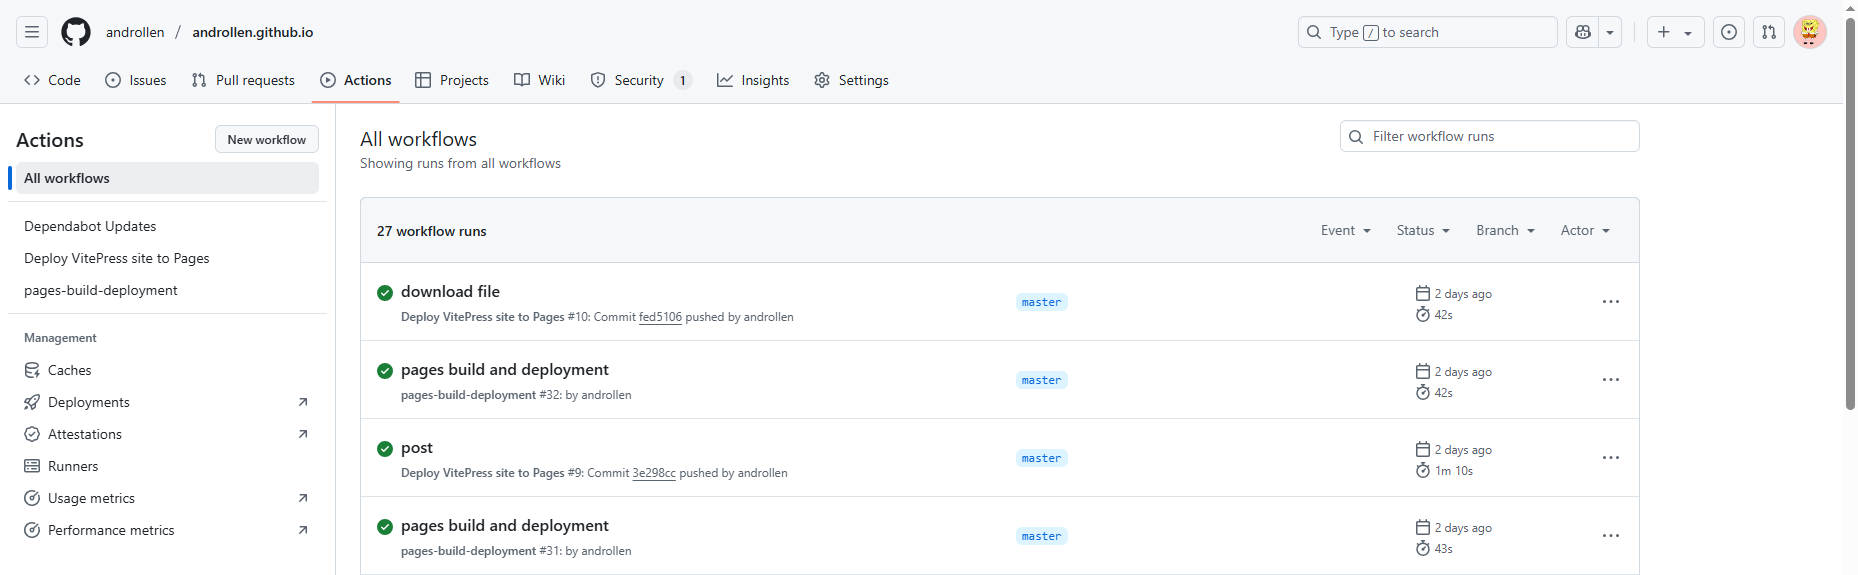 androllen / androllen.github.io
Type / to search
Code Issues Pull requests Actions Projects Wiki Security 1 Insights Settings
Actions
New workflow
All workflows
Dependabot Updates
Deploy VitePress site to Pages
pages-build-deployment
Management
Caches
Deployments
Attestations
Runners
Usage metrics
Performance metrics
All workflows
Showing runs from all workflows
Filter workflow runs
27 workflow runs
Event Status Branch Actor
download file
Deploy VitePress site to Pages #10: Commit fed5106 pushed by androllen
master
2 days ago
42s
pages build and deployment
pages-build-deployment #32: by androllen
master
2 days ago
42s
post
Deploy VitePress site to Pages #9: Commit 3e298cc pushed by androllen
master
2 days ago
1m 10s
pages build and deployment
pages-build-deployment #31: by androllen
master
2 days ago
43s